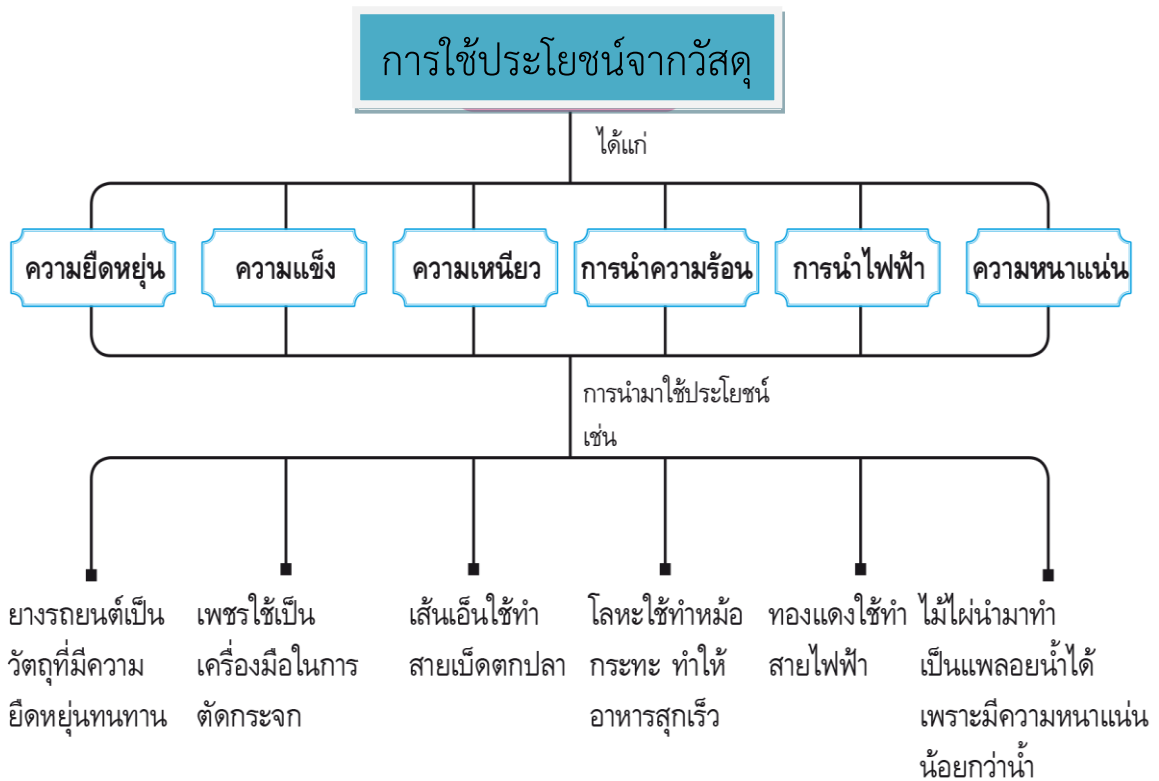 การใช้ประโยชน์จากวัสดุ
ได้แก่
ความยืดหยุ่น
ความแข็ง
ความเหนียว
การนำความร้อน
การนำไฟฟ้า
ความหนาแน่น
การนำมาใช้ประโยชน์
เช่น
ยางรถยนต์เป็น
วัตถุที่มีความ
ยืดหยุ่นทนทาน
เพชรใช้เป็น
เครื่องมือในการ
ตัดกระจก
เส้นเอ็นใช้ทำ
สายเบ็ดตกปลา
โลหะใช้ทำหม้อ
กระทะ ทำให้
อาหารสุกเร็ว
ทองแดงใช้ทำ
สายไฟฟ้า
ไม้ไผ่นำมาทำ
เป็นแพลอยน้ำได้
เพราะมีความหนาแน่น
น้อยกว่าน้ำ